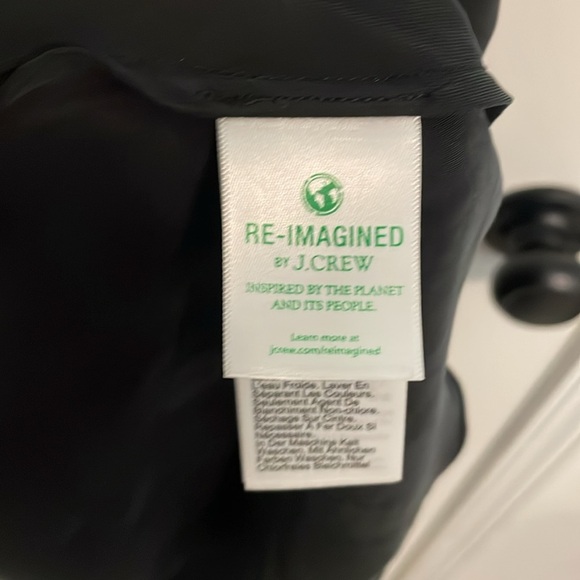 RE-IMAGINED
BY J.CREW
INSPIRED BY THE PLANET
AND ITS PEOPLE.
Learn more at
jcrew.com/reimagined
L'eau Froide. Laver En
Séparant Les Couleurs.
Seulement Agent De
Blanchiment Non-chlore.
Séchage Sur Cintre.
Repasser À Fer Doux Si
Nécessaire.
In Der Maschine Kalt
Waschen. Mit Ähnlichen
Farben Waschen. Nur
Chlorfreies Bleichmittel